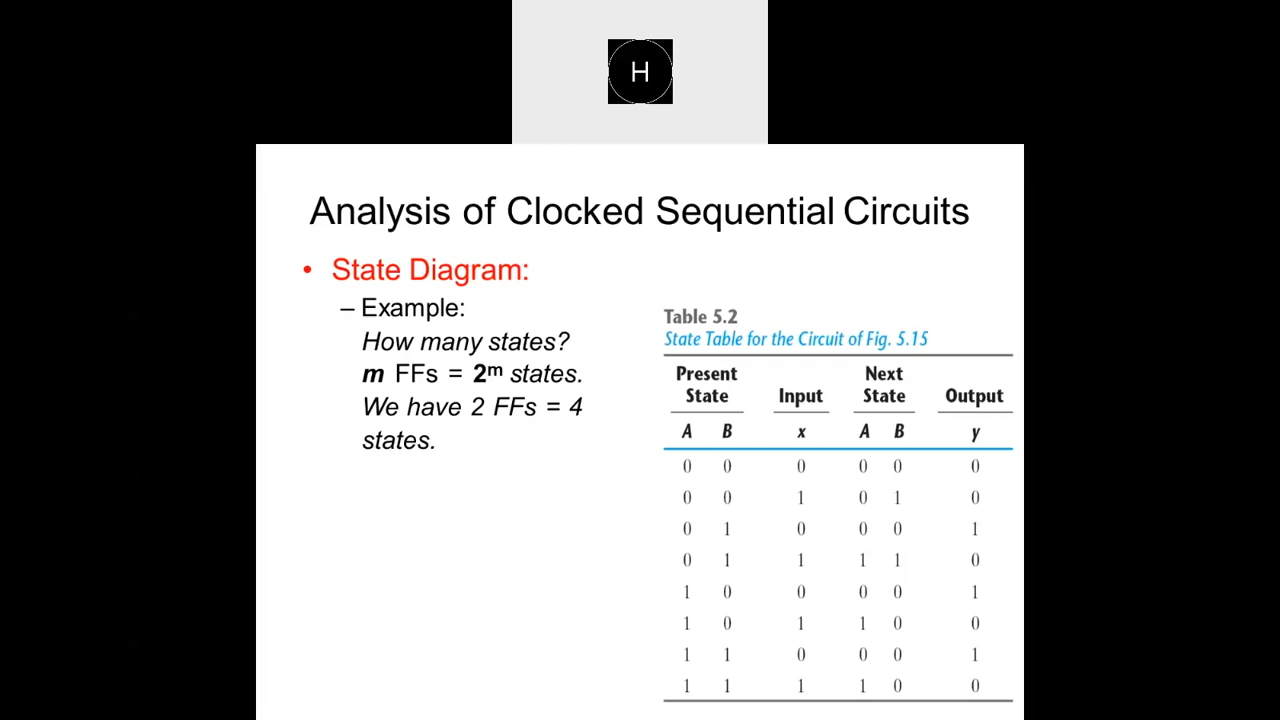 H
Analysis of Clocked Sequential Circuits
• State Diagram:
– Example:
How many states?
m FFs = 2ᵐ states.
We have 2 FFs = 4
states.
Table 5.2
State Table for the Circuit of Fig. 5.15
Present State Input Next State Output
A B x A B y
0 0 0 0 0 0
0 0 1 0 1 0
0 1 0 0 0 1
0 1 1 1 1 0
1 0 0 0 0 1
1 0 1 1 0 0
1 1 0 0 0 1
1 1 1 1 0 0